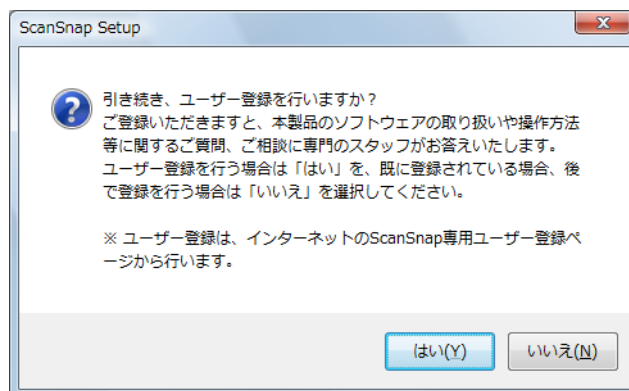 ScanSnap Setup
引き続き、ユーザー登録を行いますか？
ご登録いただきますと、本製品のソフトウェアの取り扱いや操作方法
等に関するご質問、ご相談に専門のスタッフがお答えいたします。
ユーザー登録を行う場合は「はい」を、既に登録されている場合、後
で登録を行う場合は「いいえ」を選択してください。
※ ユーザー登録は、インターネットのScanSnap専用ユーザー登録ペ
ージから行います。
はい(Y) いいえ(N)